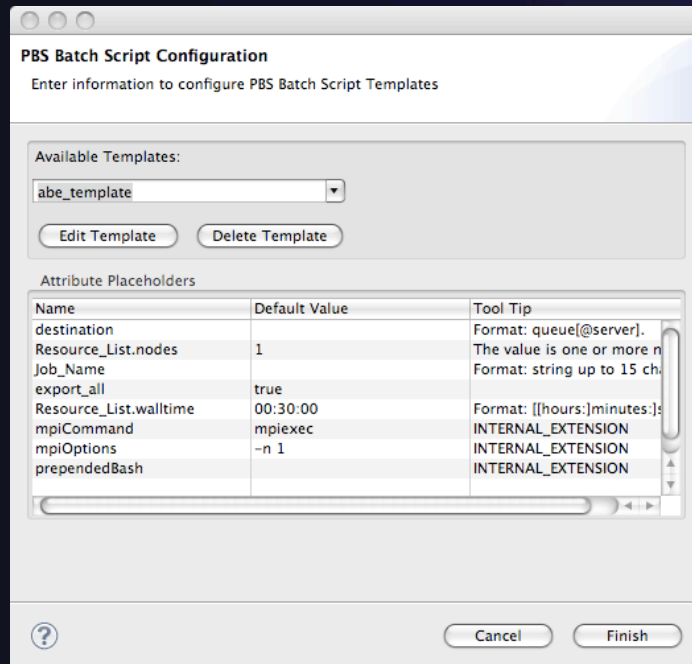 PBS Batch Script Configuration
Enter information to configure PBS Batch Script Templates
Available Templates:
abe_template
Edit Template Delete Template
Attribute Placeholders
Name Default Value Tool Tip
destination Format: queue[@server].
Resource_List.nodes 1 The value is one or more n
Job_Name Format: string up to 15 cha
export_all true
Resource_List.walltime 00:30:00 Format: [[hours:]minutes:]s
mpiCommand mpiexec INTERNAL_EXTENSION
mpiOptions -n 1 INTERNAL_EXTENSION
prependedBash INTERNAL_EXTENSION
?
Cancel Finish